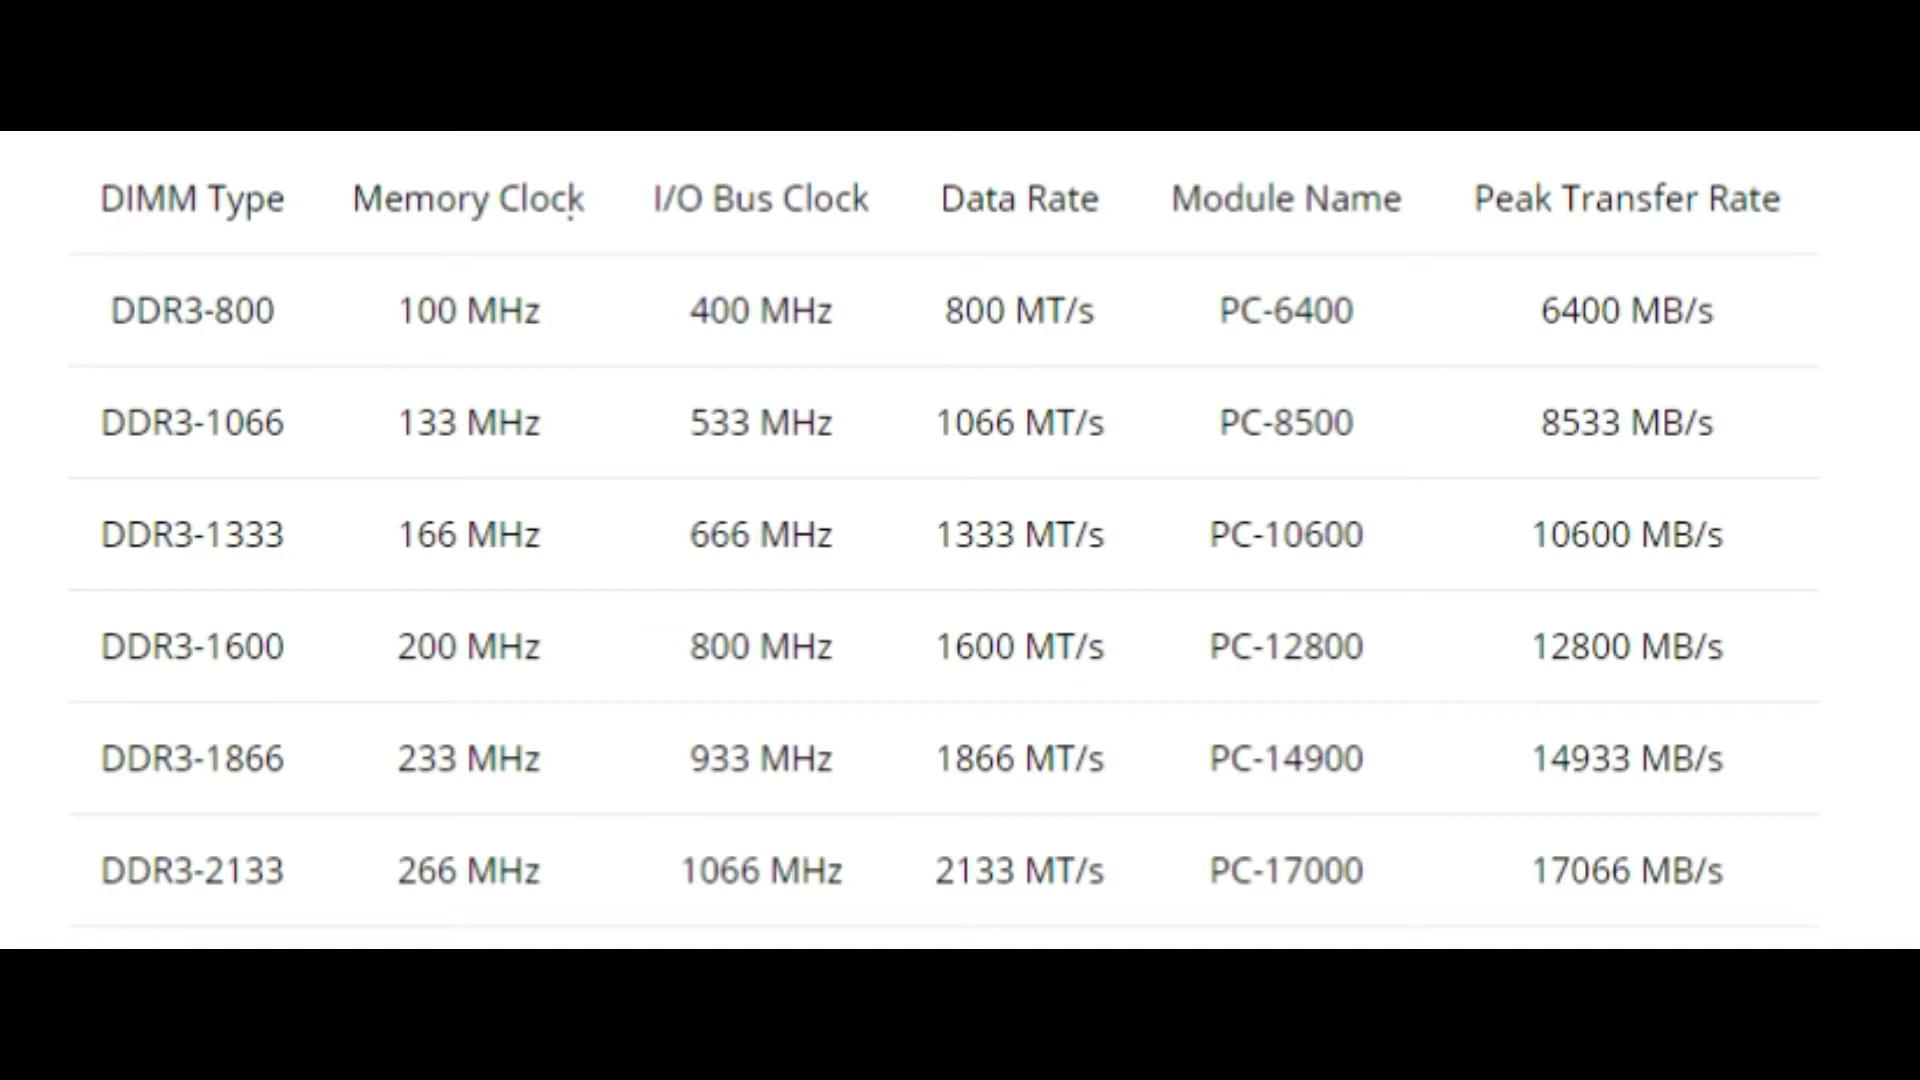 DIMM Type Memory Clock I/O Bus Clock Data Rate Module Name Peak Transfer Rate
DDR3-800 100 MHz 400 MHz 800 MT/s PC-6400 6400 MB/s
DDR3-1066 133 MHz 533 MHz 1066 MT/s PC-8500 8533 MB/s
DDR3-1333 166 MHz 666 MHz 1333 MT/s PC-10600 10600 MB/s
DDR3-1600 200 MHz 800 MHz 1600 MT/s PC-12800 12800 MB/s
DDR3-1866 233 MHz 933 MHz 1866 MT/s PC-14900 14933 MB/s
DDR3-2133 266 MHz 1066 MHz 2133 MT/s PC-17000 17066 MB/s